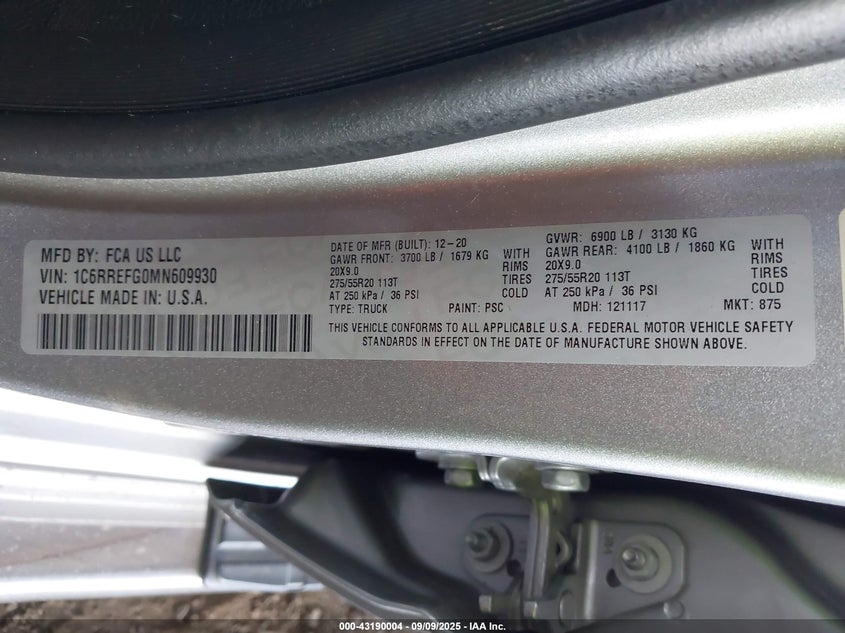 MFD BY: FCA US LLC
VIN: 1C6RREFG0MN609930
VEHICLE MADE IN: U.S.A.
DATE OF MFR (BUILT): 12-20
GAWR FRONT: 3700 LB / 1679 KG WITH
20X9.0 RIMS
275/55R20 113T TIRES
AT 250 kPa / 36 PSI COLD
TYPE: TRUCK PAINT: PSC
GVWR: 6900 LB / 3130 KG
GAWR REAR: 4100 LB / 1860 KG WITH
20X9.0 RIMS
275/55R20 113T TIRES
AT 250 kPa / 36 PSI COLD
MDH: 121117 MKT: 875
THIS VEHICLE CONFORMS TO ALL APPLICABLE U.S.A. FEDERAL MOTOR VEHICLE SAFETY
STANDARDS IN EFFECT ON THE DATE OF MANUFACTURE SHOWN ABOVE.
000-43190004 - 09/09/2025 - IAA Inc.